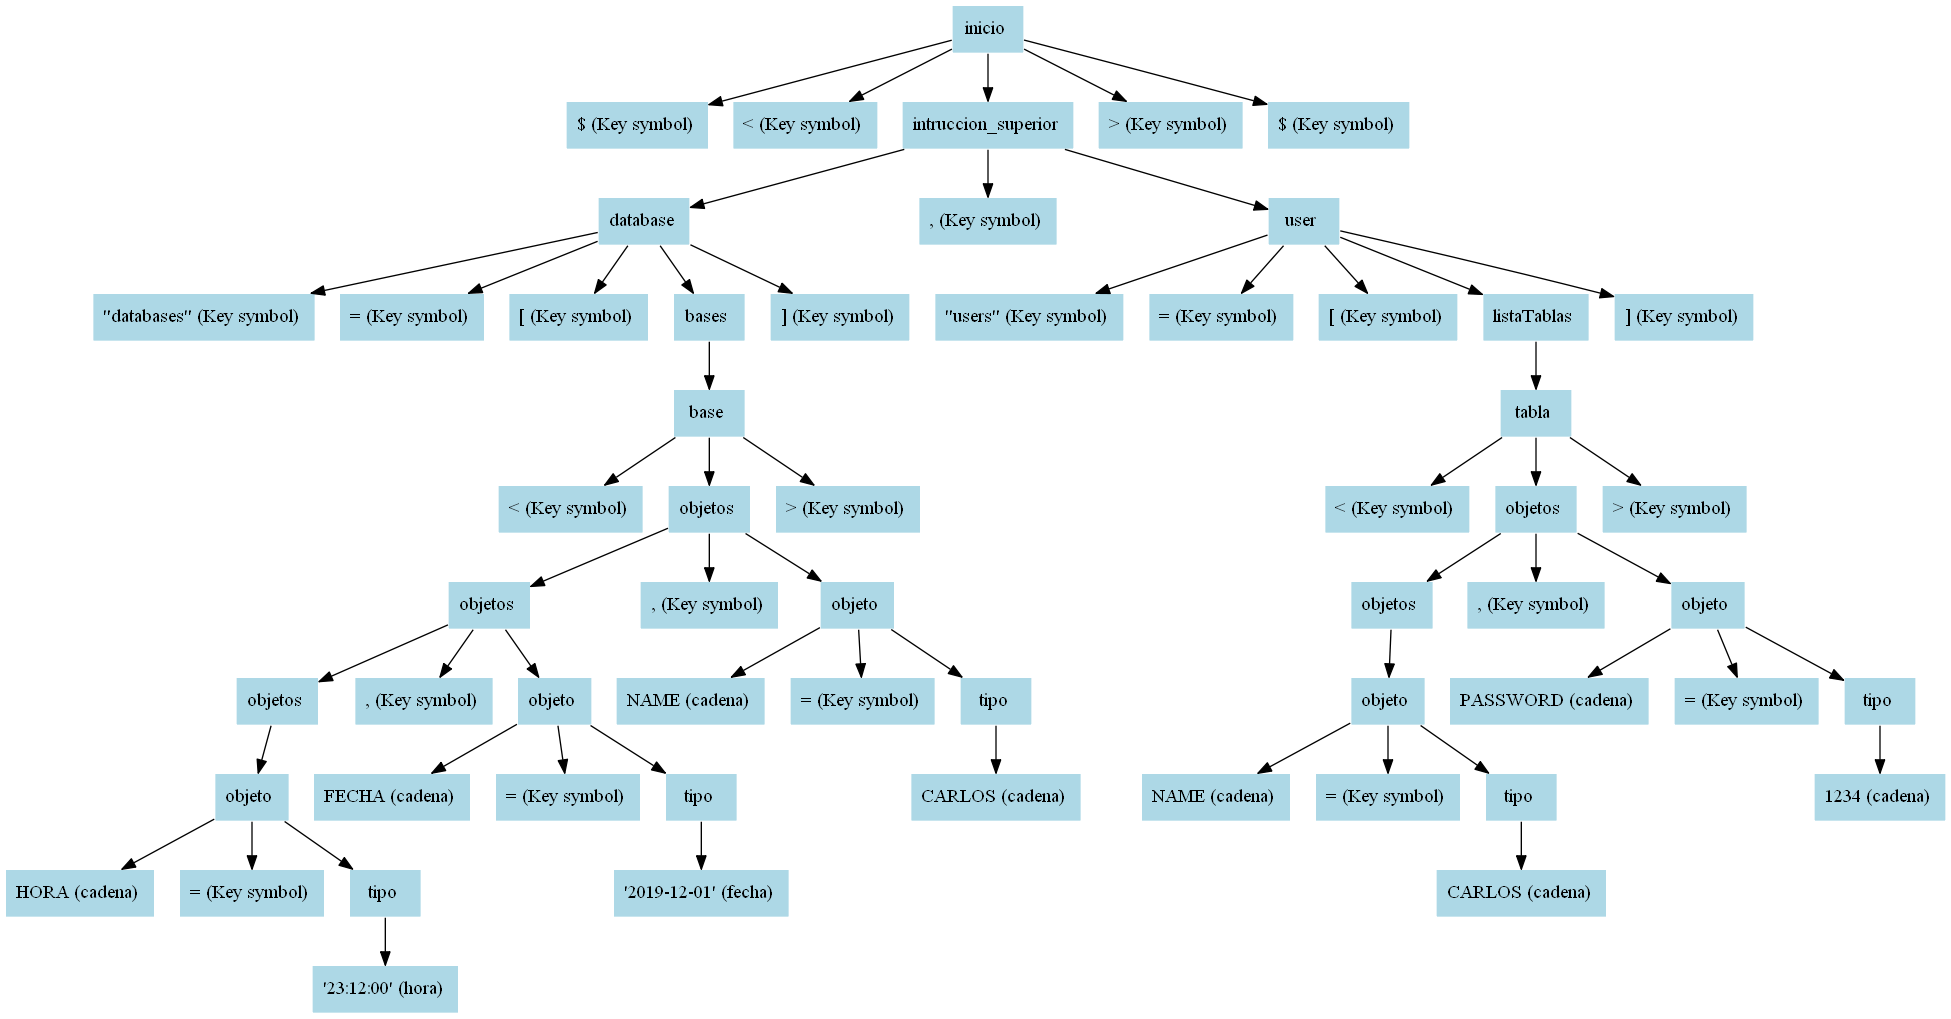 inicio
$ (Key symbol)
< (Key symbol)
intruccion_superior
> (Key symbol)
$ (Key symbol)
database
, (Key symbol)
user
"databases" (Key symbol)
= (Key symbol)
[ (Key symbol)
bases
] (Key symbol)
"users" (Key symbol)
= (Key symbol)
[ (Key symbol)
listaTablas
] (Key symbol)
base
tabla
< (Key symbol)
objetos
> (Key symbol)
< (Key symbol)
objetos
> (Key symbol)
objetos
, (Key symbol)
objeto
objetos
, (Key symbol)
objeto
objetos
, (Key symbol)
objeto
NAME (cadena)
= (Key symbol)
tipo
objeto
PASSWORD (cadena)
= (Key symbol)
tipo
objeto
FECHA (cadena)
= (Key symbol)
tipo
CARLOS (cadena)
NAME (cadena)
= (Key symbol)
tipo
1234 (cadena)
HORA (cadena)
= (Key symbol)
tipo
'2019-12-01' (fecha)
CARLOS (cadena)
'23:12:00' (hora)